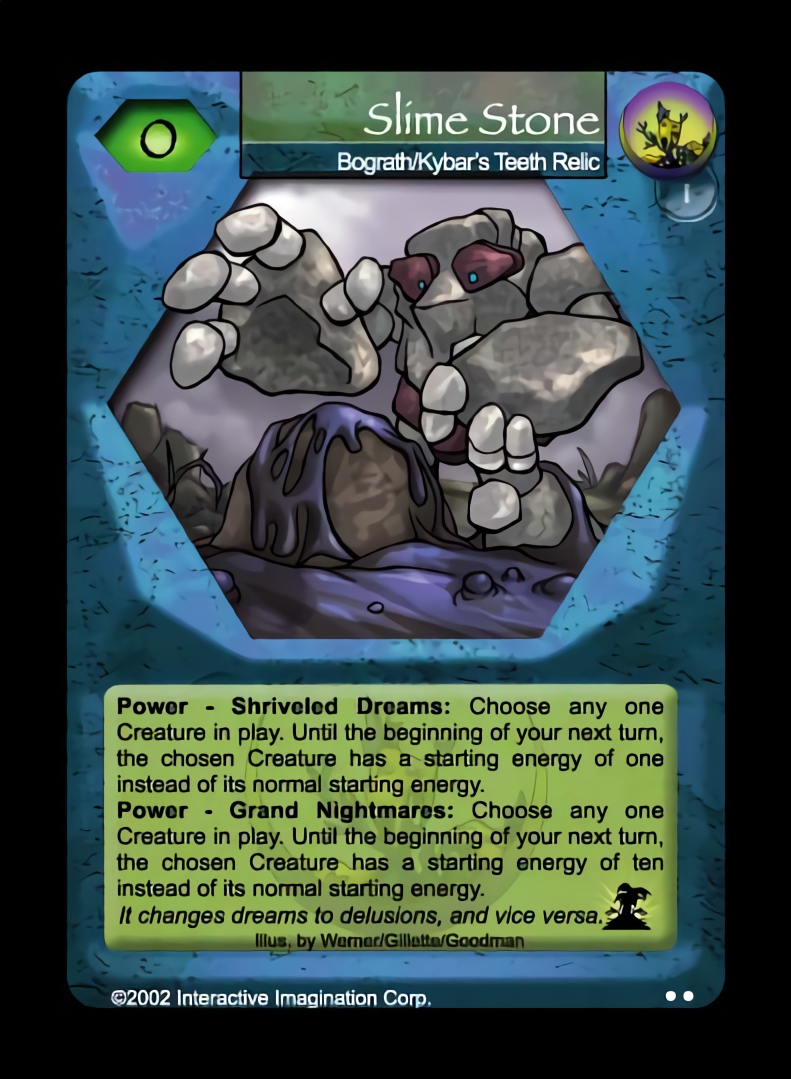 0
Slime Stone
Bograth/Kybar's Teeth Relic
1
Power - Shriveled Dreams: Choose any one
Creature in play. Until the beginning of your next turn,
the chosen Creature has a starting energy of one
instead of its normal starting energy.
Power - Grand Nightmares: Choose any one
Creature in play. Until the beginning of your next turn,
the chosen Creature has a starting energy of ten
instead of its normal starting energy.
It changes dreams to delusions, and vice versa.
Illus. by Werner/Gillette/Goodman
©2002 Interactive Imagination Corp.